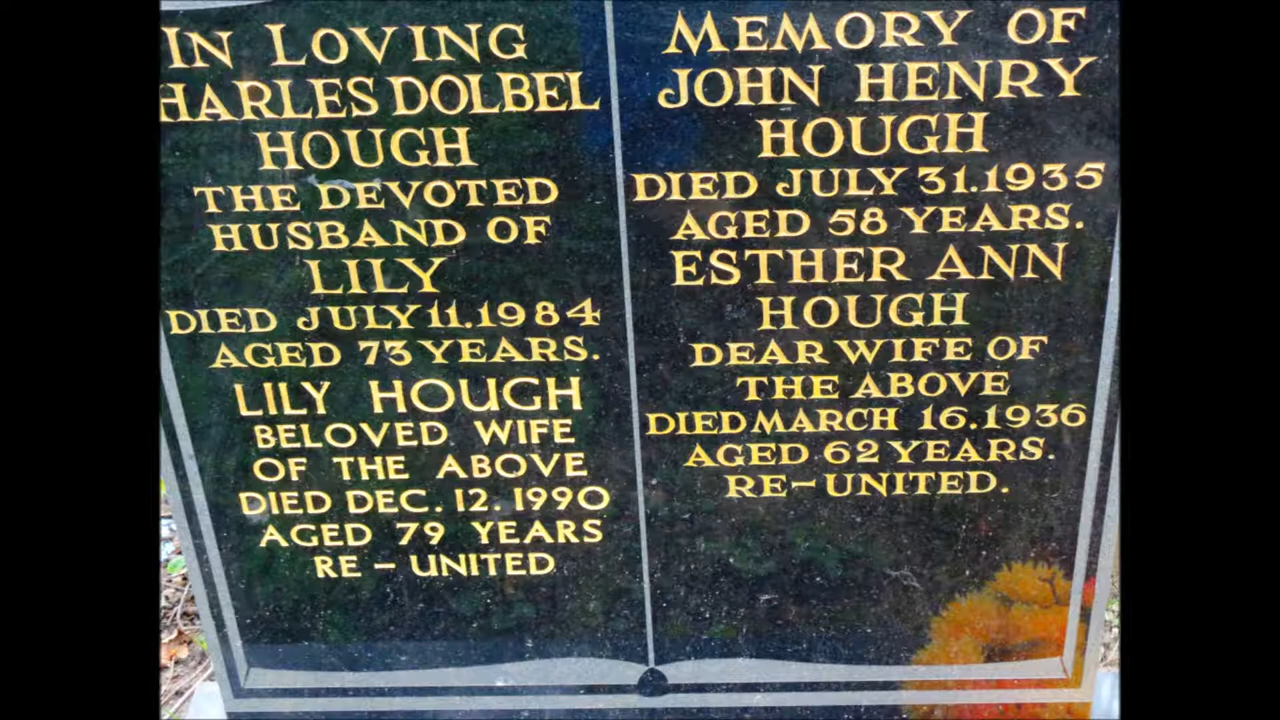 IN LOVING
HARLES DOLBEL
HOUGH
THE DEVOTED
HUSBAND OF
LILY
DIED JULY 11.1984
AGED 73 YEARS.
LILY HOUGH
BELOVED WIFE
OF THE ABOVE
DIED DEC. 12. 1990
AGED 79 YEARS
RE - UNITED
MEMORY OF
JOHN HENRY
HOUGH
DIED JULY 31.1935
AGED 58 YEARS.
ESTHER ANN
HOUGH
DEAR WIFE OF
THE ABOVE
DIED MARCH 16.1936
AGED 62 YEARS.
RE-UNITED.